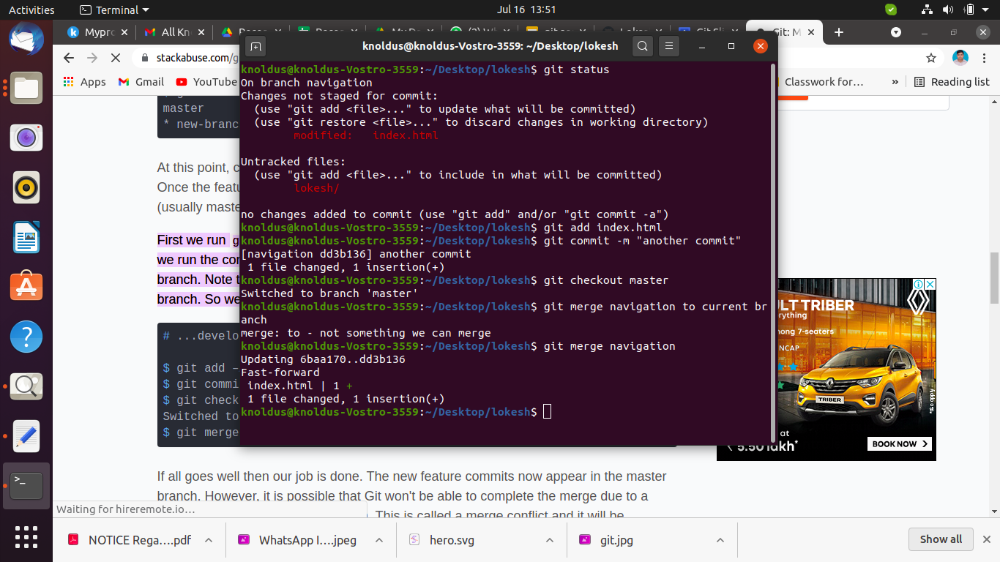 Activities
Terminal
Jul 16 13:51
Mypro
All Kn
Git: M
stackabuse.com/g
Apps
Gmail
YouTube
Classwork for…
»
Reading list
knoldus@knoldus-Vostro-3559: ~/Desktop/lokesh
knoldus@knoldus-Vostro-3559:~/Desktop/lokesh$ git status
On branch navigation
Changes not staged for commit:
(use "git add <file>..." to update what will be committed)
(use "git restore <file>..." to discard changes in working directory)
modified:   index.html
Untracked files:
(use "git add <file>..." to include in what will be committed)
lokesh/
no changes added to commit (use "git add" and/or "git commit -a")
knoldus@knoldus-Vostro-3559:~/Desktop/lokesh$ git add index.html
knoldus@knoldus-Vostro-3559:~/Desktop/lokesh$ git commit -m "another commit"
[navigation dd3b136] another commit
1 file changed, 1 insertion(+)
knoldus@knoldus-Vostro-3559:~/Desktop/lokesh$ git checkout master
Switched to branch 'master'
knoldus@knoldus-Vostro-3559:~/Desktop/lokesh$ git merge navigation to current br
anch
merge: to - not something we can merge
knoldus@knoldus-Vostro-3559:~/Desktop/lokesh$ git merge navigation
Updating 6baa170..dd3b136
Fast-forward
index.html | 1 +
1 file changed, 1 insertion(+)
knoldus@knoldus-Vostro-3559:~/Desktop/lokesh$
master
* new-branc
At this point, c
Once the featu
(usually maste
First we run g
we run the cor
branch. Note t
branch. So we
# ...develo
$ git add –
$ git commi
$ git check
Switched to
$ git merge
If all goes well then our job is done. The new feature commits now appear in the master
branch. However, it is possible that Git won't be able to complete the merge due to a
This is called a merge conflict and it will be
Waiting for hireremote.io…
ULT TRIBER
erything
mong 7-seaters
NCAP
TRIBER
at
₹ 5.50 lakh*
BOOK NOW
NOTICE Rega….pdf
WhatsApp I….jpeg
hero.svg
git.jpg
Show all